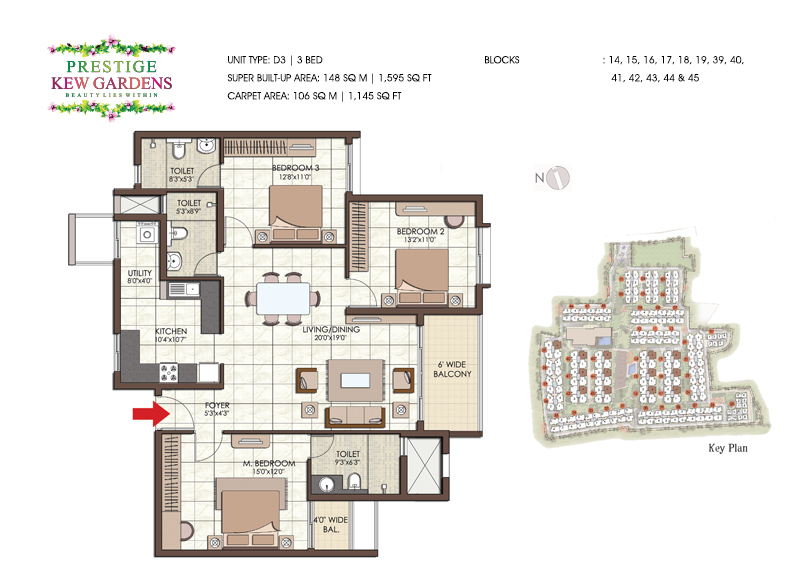 PRESTIGE
KEW GARDENS
BEAUTY LIES WITHIN
UNIT TYPE: D3 | 3 BED
SUPER BUILT-UP AREA: 148 SQ M | 1,595 SQ FT
CARPET AREA: 106 SQ M | 1,145 SQ FT
BLOCKS : 14, 15, 16, 17, 18, 19, 39, 40,
41, 42, 43, 44 & 45
TOILET
8'3"x5'3"
BEDROOM 3
12'8"x11'0"
N
TOILET
5'3"x8'9"
BEDROOM 2
13'2"x11'0"
UTILITY
8'0"x4'0"
KITCHEN
10'4"x10'7"
LIVING/DINING
20'0"x19'0"
6' WIDE
BALCONY
FOYER
5'3"x4'3"
Key Plan
M. BEDROOM
15'0"x12'0"
TOILET
9'3"x6'3"
4'0" WIDE
BAL.